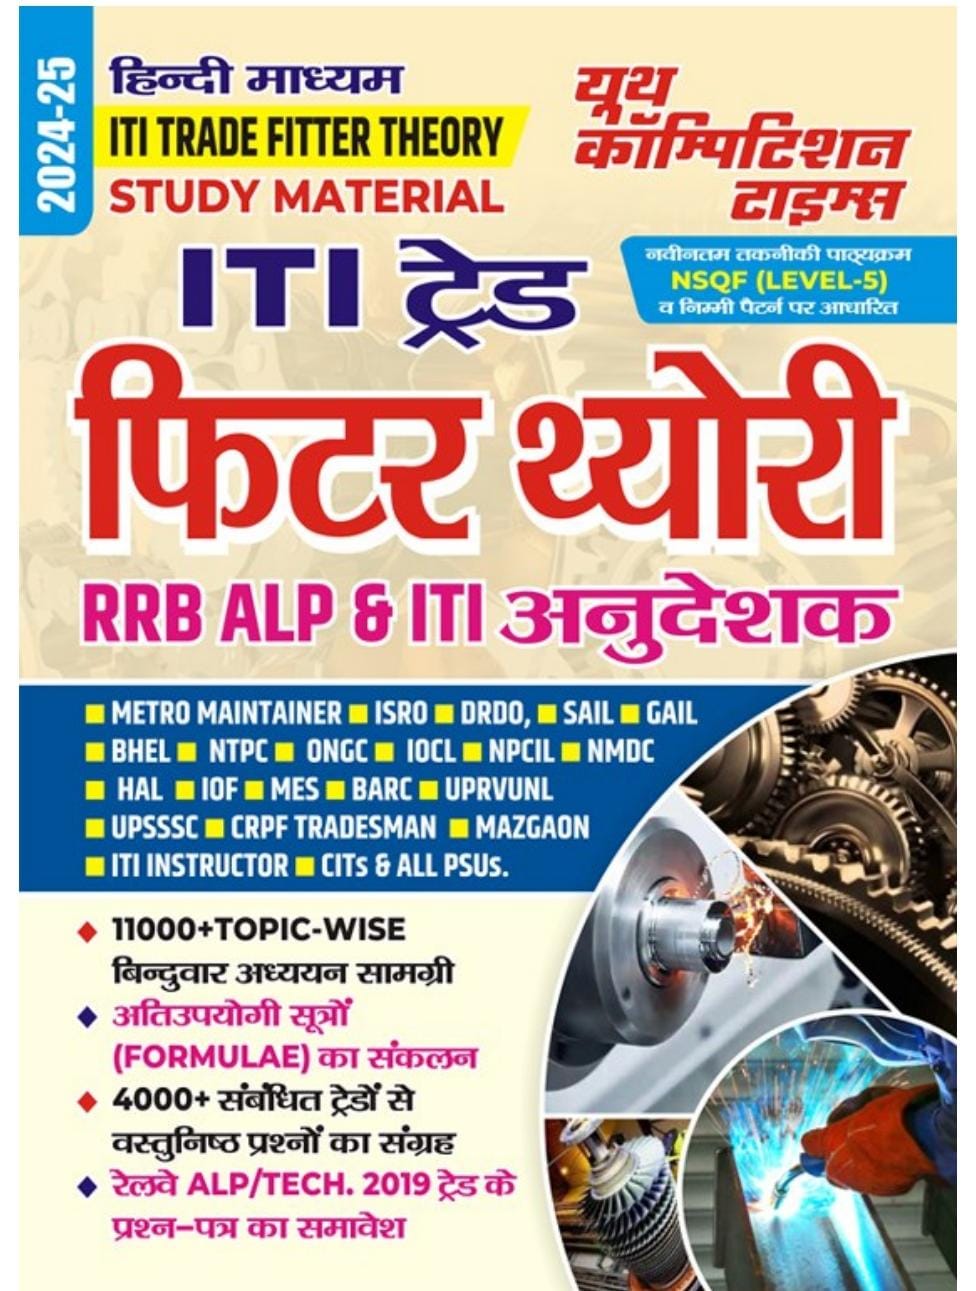 2024-25
हिन्दी माध्यम
ITI TRADE FITTER THEORY
STUDY MATERIAL
यूथ
कॉम्पिटिशन
टाइम्स
नवीनतम तकनीकी पाठ्यक्रम
NSQF (LEVEL-5)
व निम्मी पैटर्न पर आधारित
ITI ट्रेड
फिटर थ्योरी
RRB ALP & ITI अनुदेशक
METRO MAINTAINER ISRO DRDO, SAIL GAIL
BHEL NTPC ONGC IOCL NPCIL NMDC
HAL IOF MES BARC UPRVUNL
UPSSSC CRPF TRADESMAN MAZGAON
ITI INSTRUCTOR CITs & ALL PSUs.
11000+TOPIC-WISE
बिन्दुवार अध्ययन सामग्री
अतिउपयोगी सूत्रों
(FORMULAE) का संकलन
4000+ संबंधित ट्रेडों से
वस्तुनिष्ठ प्रश्नों का संग्रह
रेलवे ALP/TECH. 2019 ट्रेड के
प्रश्न-पत्र का समावेश